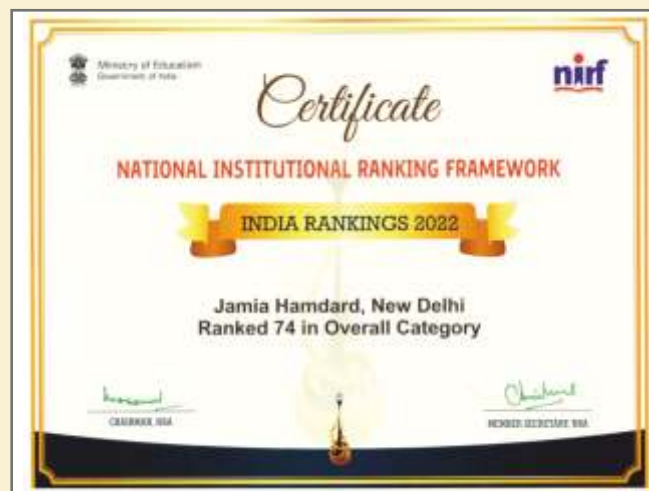 Ministry of Education
Government of India
nirf
Certificate
NATIONAL INSTITUTIONAL RANKING FRAMEWORK
INDIA RANKINGS 2022
Jamia Hamdard, New Delhi
Ranked 74 in Overall Category
CHAIRMAN, NBA
MEMBER SECRETARY NBA